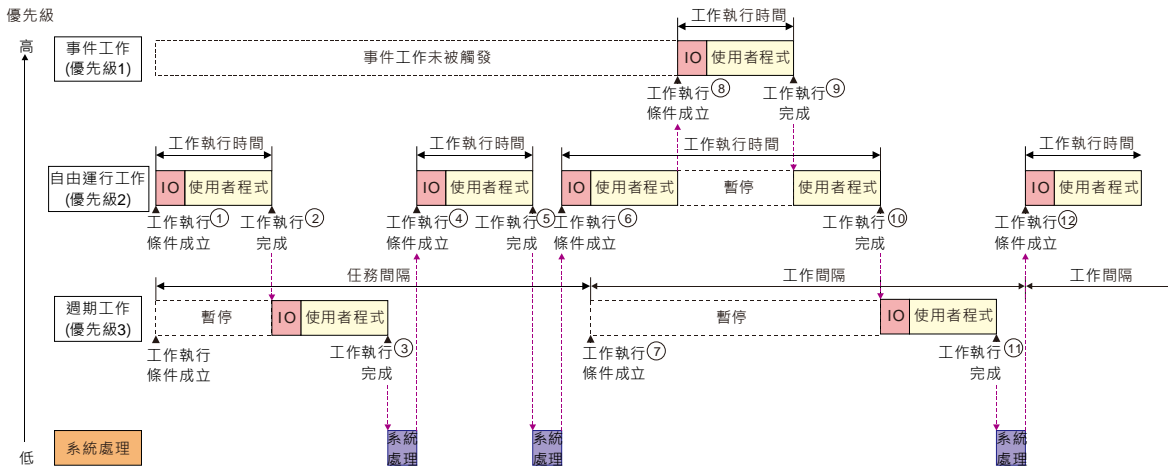 優先級
高
事件工作
(優先級1)
事件工作未被觸發
工作執行時間
IO
使用者程式
工作執行⑧
條件成立
工作執行⑨
完成
自由運行工作
(優先級2)
工作執行時間
IO
使用者程式
工作執行①
條件成立
工作執行②
完成
工作執行時間
IO
使用者程式
工作執行④
條件成立
工作執行⑤
完成
工作執行時間
IO
使用者程式
暫停
使用者程式
工作執行⑥
條件成立
工作執行⑩
完成
工作執行時間
IO
使用者程式
工作執行⑫
條件成立
週期工作
(優先級3)
任務間隔
工作間隔
工作間隔
暫停
IO
使用者程式
工作執行
條件成立
工作執行③
完成
暫停
IO
使用者程式
工作執行⑦
條件成立
工作執行⑪
完成
低
系統處理
系統
處理
系統
處理
系統
處理